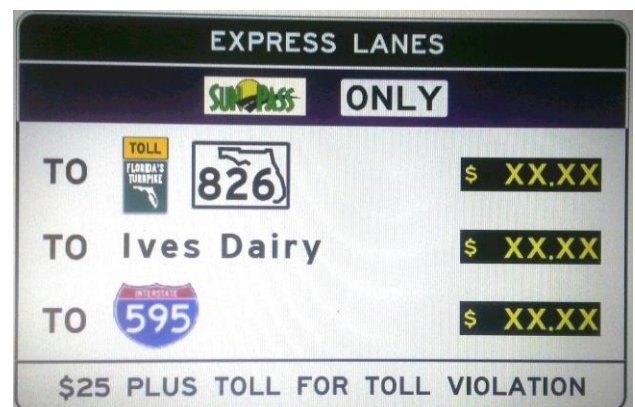 EXPRESS LANES
SUNPASS ONLY
TOLL
FLORIDA'S
TURNPIKE
TO 826 $ XX.XX
TO Ives Dairy $ XX.XX
INTERSTATE
TO 595 $ XX.XX
$25 PLUS TOLL FOR TOLL VIOLATION